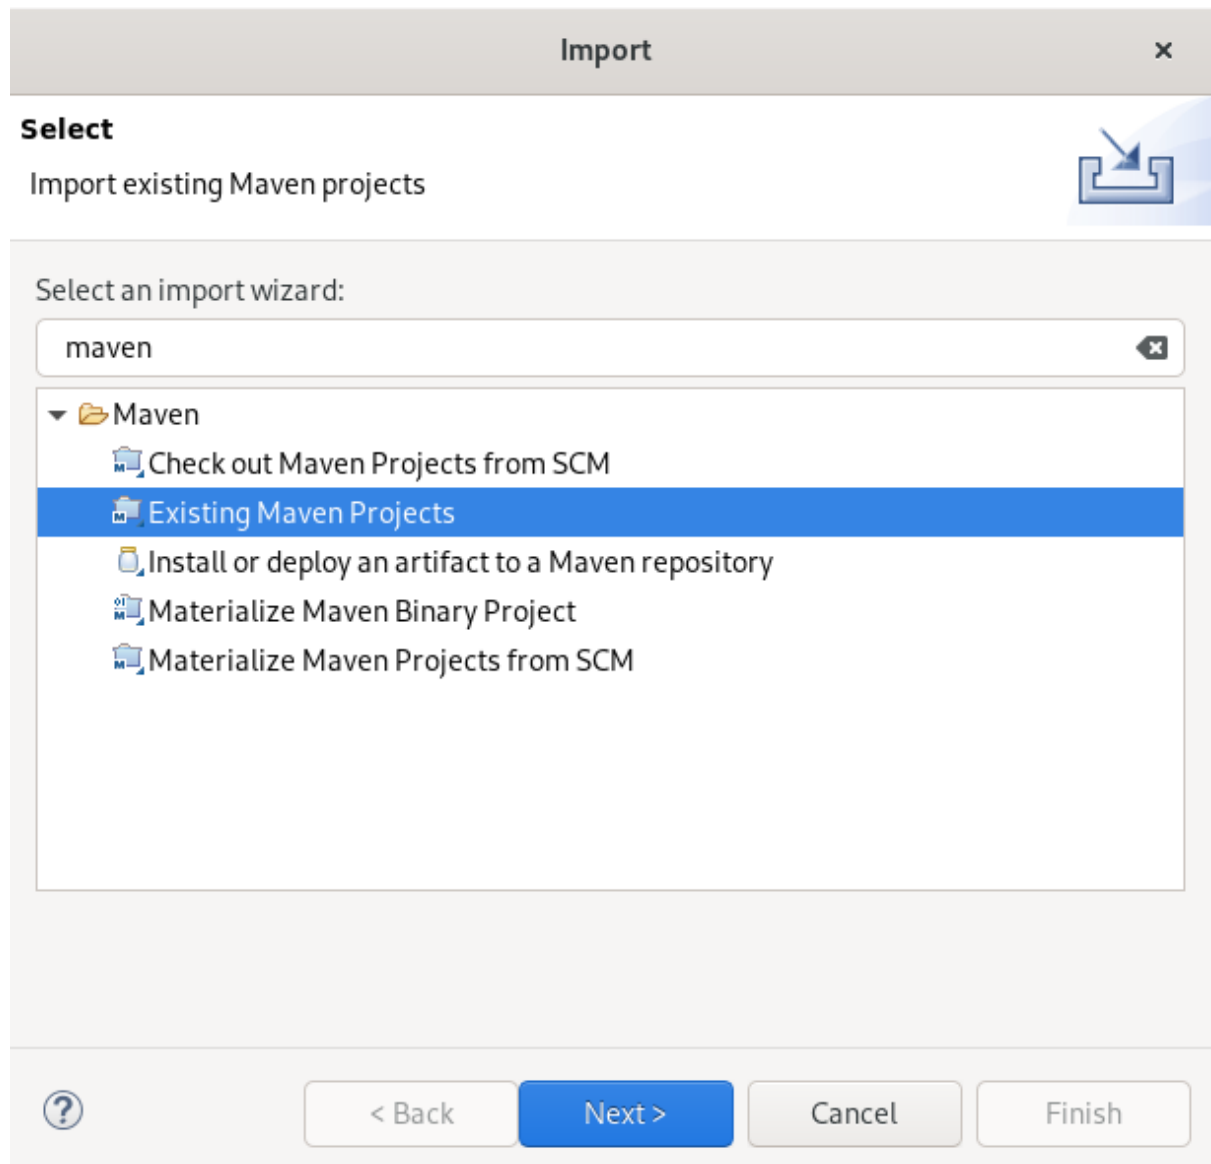 Import
Select
Import existing Maven projects
Select an import wizard:
maven
Maven
Check out Maven Projects from SCM
Existing Maven Projects
Install or deploy an artifact to a Maven repository
Materialize Maven Binary Project
Materialize Maven Projects from SCM
< Back
Next >
Cancel
Finish